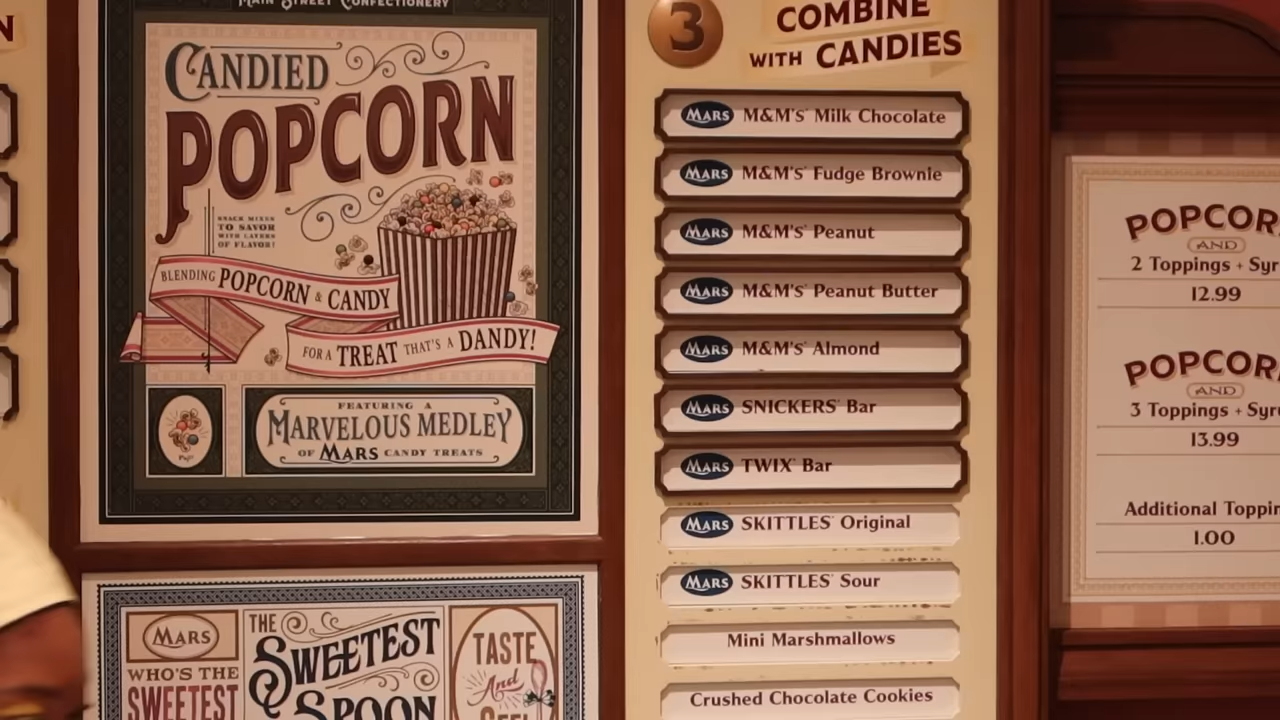 N
MAIN STREET CONFECTIONERY
CANDIED
POPCORN
SNACK MIXES
TO SAVOR
WITH LAYERS
OF FLAVOR!
BLENDING POPCORN & CANDY
FOR A TREAT THAT'S A DANDY!
FEATURING A
MARVELOUS MEDLEY
OF MARS CANDY TREATS
MARS
WHO'S THE
SWEETEST
THE
SWEETEST
SPOON
TASTE
And
3
COMBINE
WITH CANDIES
MARS M&M'S Milk Chocolate
MARS M&M'S Fudge Brownie
MARS M&M'S Peanut
MARS M&M'S Peanut Butter
MARS M&M'S Almond
MARS SNICKERS Bar
MARS TWIX Bar
MARS SKITTLES Original
MARS SKITTLES Sour
Mini Marshmallows
Crushed Chocolate Cookies
POPCOR
AND
2 Toppings + Syr
12.99
POPCOR
AND
3 Toppings + Syr
13.99
Additional Toppin
1.00